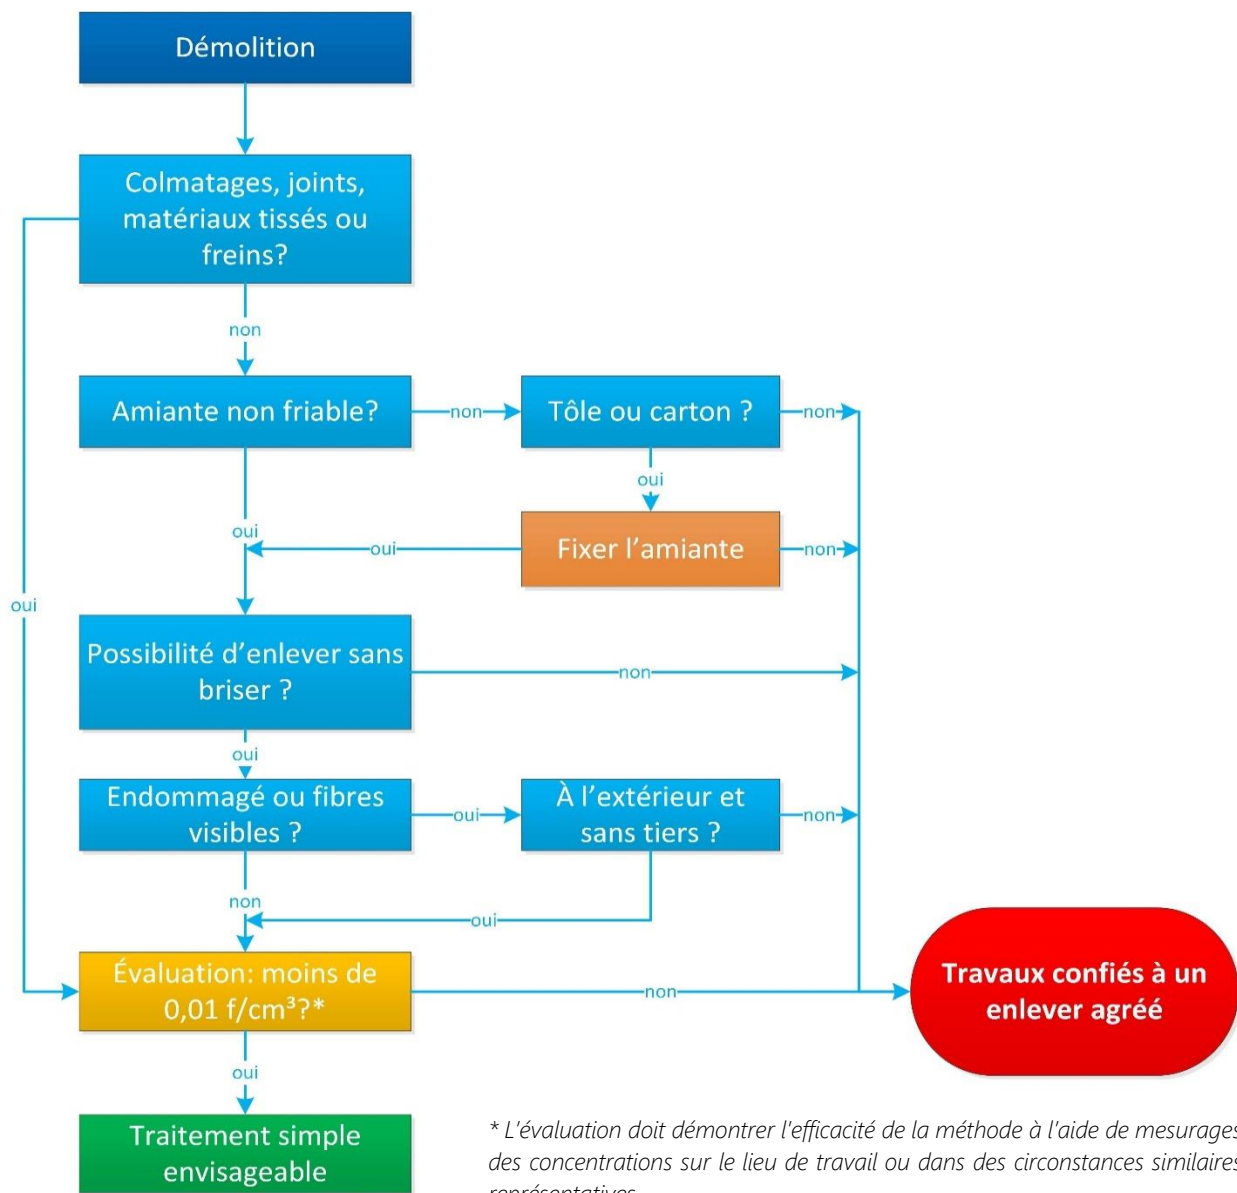 Démolition
Colmatages, joints,
matériaux tissés ou
freins?
non
Amiante non friable?
non
Tôle ou carton ?
non
oui
oui
Fixer l'amiante
oui
non
oui
Possibilité d'enlever sans
briser ?
non
oui
Endommagé ou fibres
visibles ?
oui
À l'extérieur et
sans tiers ?
non
non
oui
Évaluation: moins de
0,01 f/cm³?*
non
Travaux confiés à un
enlever agréé
oui
Traitement simple
envisageable
* L'évaluation doit démontrer l'efficacité de la méthode à l'aide de mesurages
des concentrations sur le lieu de travail ou dans des circonstances similaires
représentatives